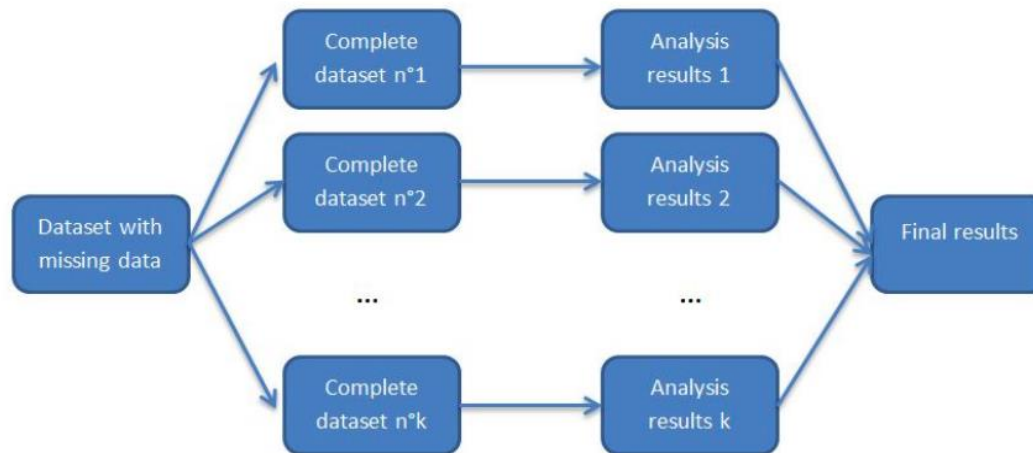 Complete
dataset n°1
Analysis
results 1
Complete
dataset n°2
Analysis
results 2
Dataset with
missing data
Final results
...
...
Complete
dataset n°k
Analysis
results k